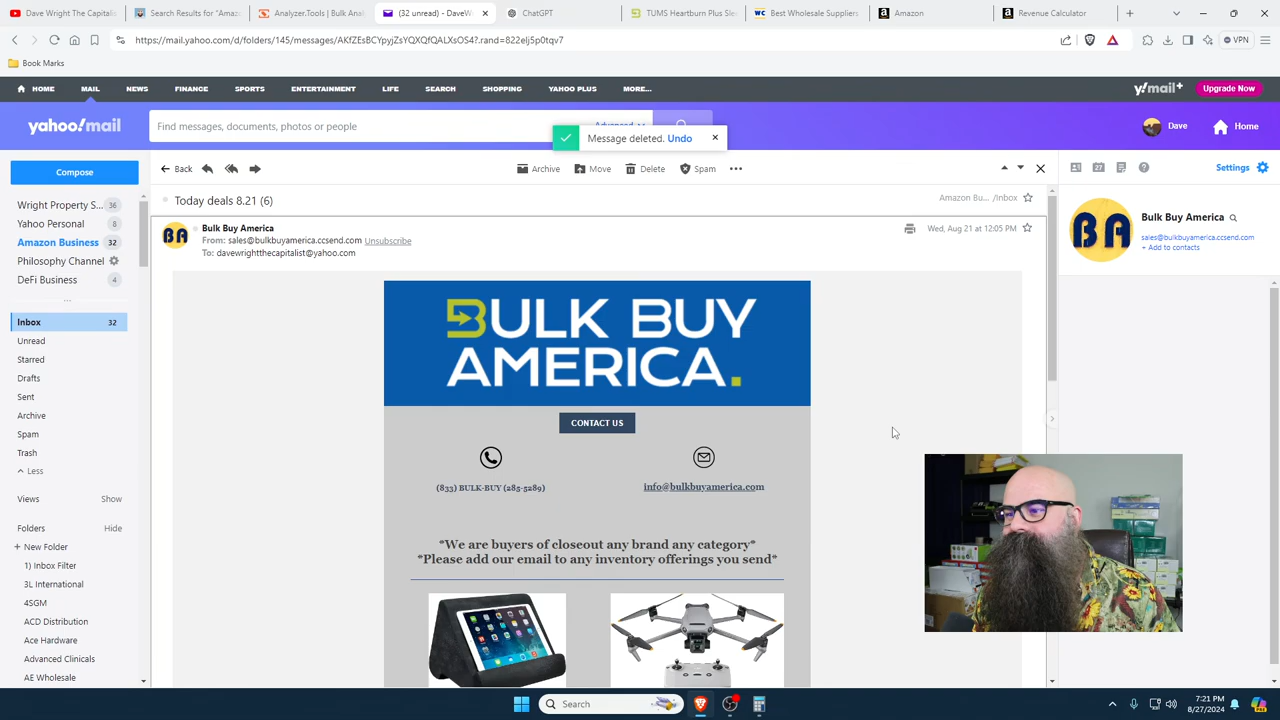 Dave Wright The Capitalis
Search Results for "Amaz
Analyzer.Tools | Bulk Anal
(32 unread) - DaveW
ChatGPT
TUMS Heartburn Plus Slee
Best Wholesale Suppliers
Amazon
Revenue Calculator
https://mail.yahoo.com/d/folders/145/messages/AKfZEsBCYpyjZsYQXQfQALXsOS4?.rand=822elj5p0tqv7
VPN
Book Marks
HOME MAIL NEWS FINANCE SPORTS ENTERTAINMENT LIFE SEARCH SHOPPING YAHOO PLUS MORE...
y!mail+
Upgrade Now
yahoo!mail
Find messages, documents, photos or people
Advanced
Dave
Home
Message deleted. Undo
Compose
Back
Archive Move Delete Spam
Settings
Wright Property S... 36
Yahoo Personal 8
Amazon Business 32
Philosophy Channel
DeFi Business 4
Inbox 32
Unread
Starred
Drafts
Sent
Archive
Spam
Trash
Less
Views Show
Folders Hide
New Folder
1) Inbox Filter
3L International
4SGM
ACD Distribution
Ace Hardware
Advanced Clinicals
AE Wholesale
Today deals 8.21 (6)
Amazon Bu... /Inbox
BA
Bulk Buy America
From: sales@bulkbuyamerica.ccsend.com Unsubscribe
To: davewrightthecapitalist@yahoo.com
Wed, Aug 21 at 12:05 PM
BULK BUY
AMERICA.
CONTACT US
(833) BULK-BUY (285-5289)
info@bulkbuyamerica.com
*We are buyers of closeout any brand any category*
*Please add our email to any inventory offerings you send*
27
BA
Bulk Buy America
sales@bulkbuyamerica.ccsend.com
+ Add to contacts
Search
7:21 PM
8/27/2024